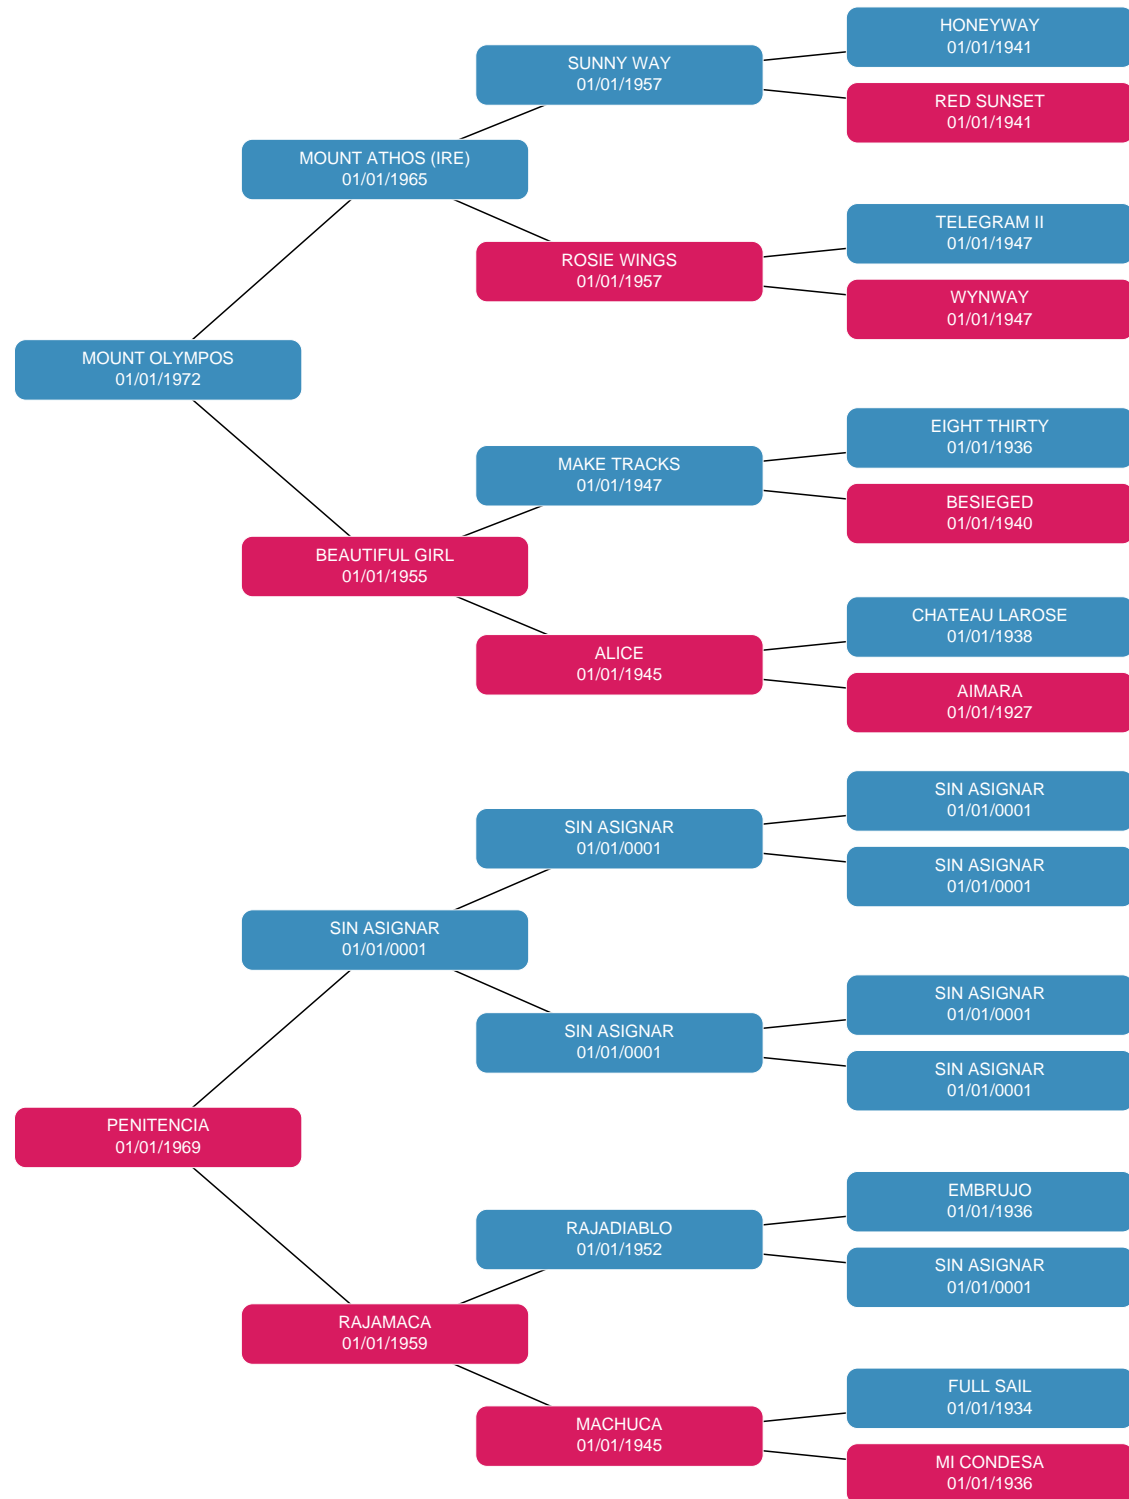 HONEYWAY
01/01/1941
SUNNY WAY
01/01/1957
RED SUNSET
01/01/1941
MOUNT ATHOS (IRE)
01/01/1965
TELEGRAM II
01/01/1947
ROSIE WINGS
01/01/1957
WYNWAY
01/01/1947
MOUNT OLYMPOS
01/01/1972
EIGHT THIRTY
01/01/1936
MAKE TRACKS
01/01/1947
BESIEGED
01/01/1940
BEAUTIFUL GIRL
01/01/1955
CHATEAU LAROSE
01/01/1938
ALICE
01/01/1945
AIMARA
01/01/1927
SIN ASIGNAR
01/01/0001
SIN ASIGNAR
01/01/0001
SIN ASIGNAR
01/01/0001
SIN ASIGNAR
01/01/0001
SIN ASIGNAR
01/01/0001
SIN ASIGNAR
01/01/0001
SIN ASIGNAR
01/01/0001
PENITENCIA
01/01/1969
EMBRUJO
01/01/1936
RAJADIABLO
01/01/1952
SIN ASIGNAR
01/01/0001
RAJAMACA
01/01/1959
FULL SAIL
01/01/1934
MACHUCA
01/01/1945
MI CONDESA
01/01/1936